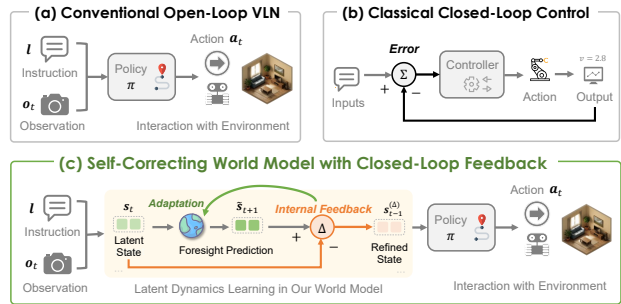 (a) Conventional Open-Loop VLN
l
Instruction
o_t
Observation
Policy
π
Action a_t
Interaction with Environment
(b) Classical Closed-Loop Control
Inputs
Error
+
Σ
−
Controller
Action
v = 2.8
Output
(c) Self-Correcting World Model with Closed-Loop Feedback
l
Instruction
o_t
Observation
s_t
Latent
State
...
Adaptation
s̃_{t+1}
Foresight Prediction
Internal Feedback
+
Δ
−
s_{t-1}^{(Δ)}
Refined
State
...
Latent Dynamics Learning in Our World Model
Policy
π
Action a_t
Interaction with Environment